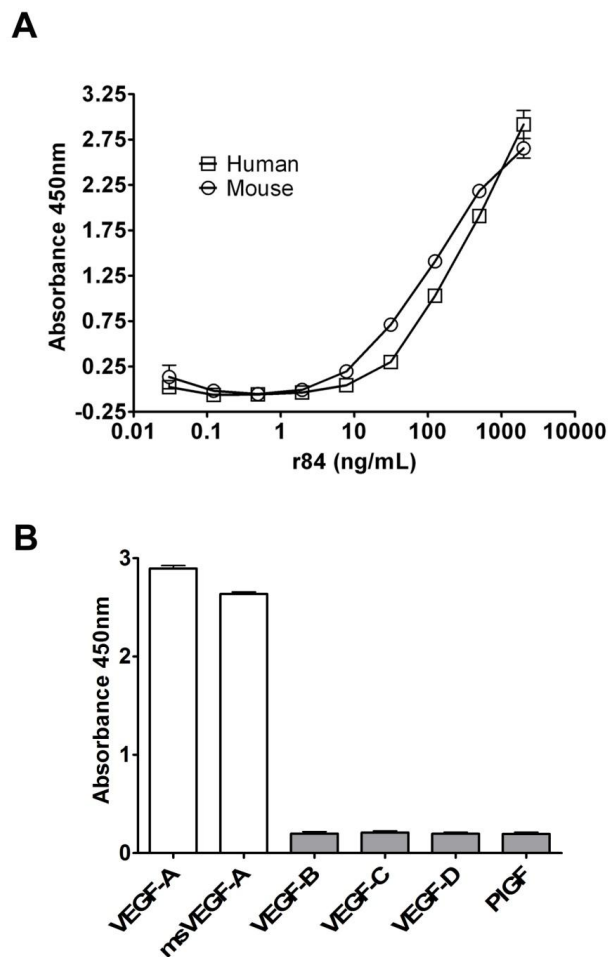 A
3.25
2.75
2.25
1.75
1.25
0.75
0.25
-0.25
Absorbance 450nm
Human
Mouse
0.01 0.1 1 10 100 1000 10000
r84 (ng/mL)
B
3
2
1
0
Absorbance 450nm
VEGF-A
msVEGF-A
VEGF-B
VEGF-C
VEGF-D
PlGF